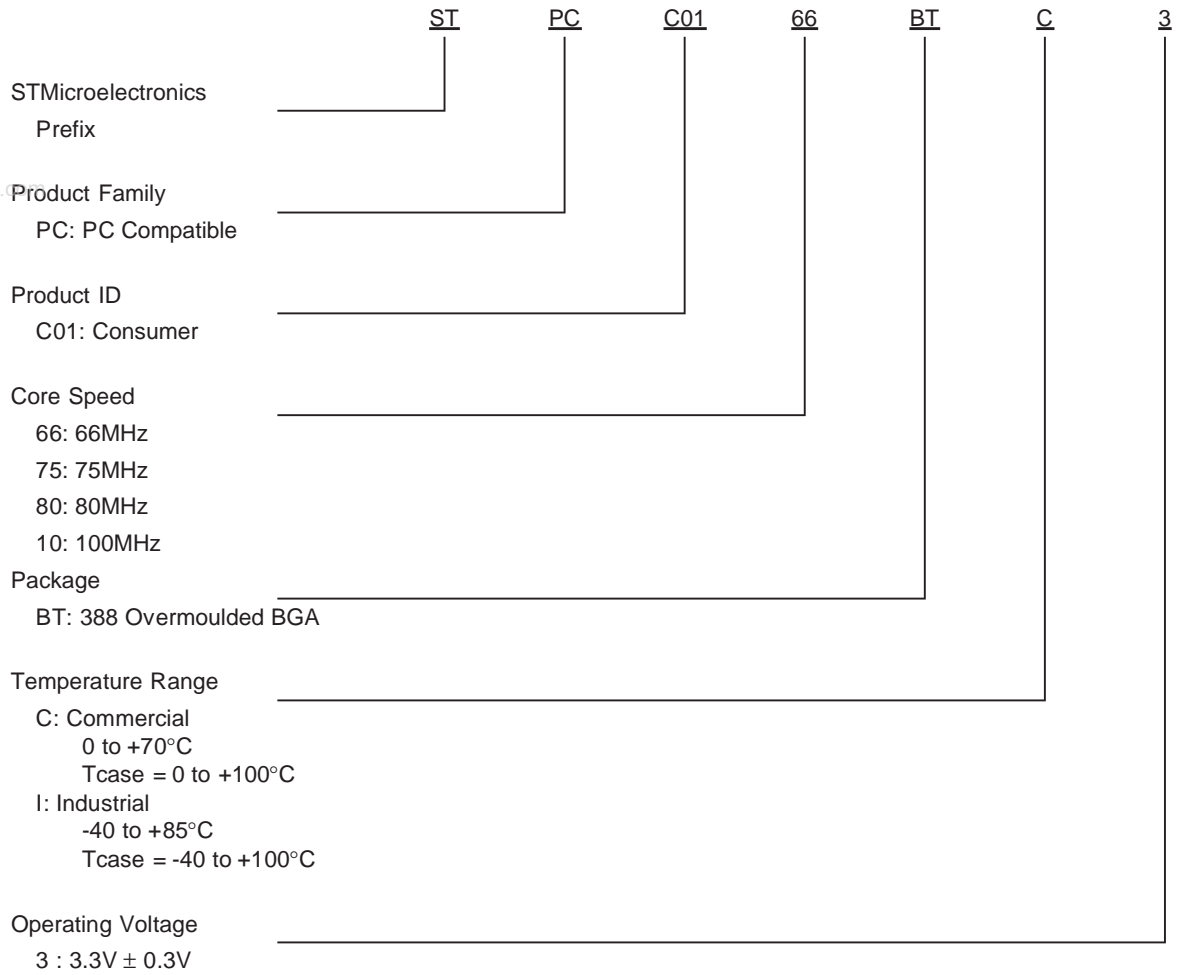 ST PC C01 66 BT C 3
STMicroelectronics
Prefix
Product Family
PC: PC Compatible
Product ID
C01: Consumer
Core Speed
66: 66MHz
75: 75MHz
80: 80MHz
10: 100MHz
Package
BT: 388 Overmoulded BGA
Temperature Range
C: Commercial
0 to +70°C
Tcase = 0 to +100°C
I: Industrial
-40 to +85°C
Tcase = -40 to +100°C
Operating Voltage
3 : 3.3V ± 0.3V